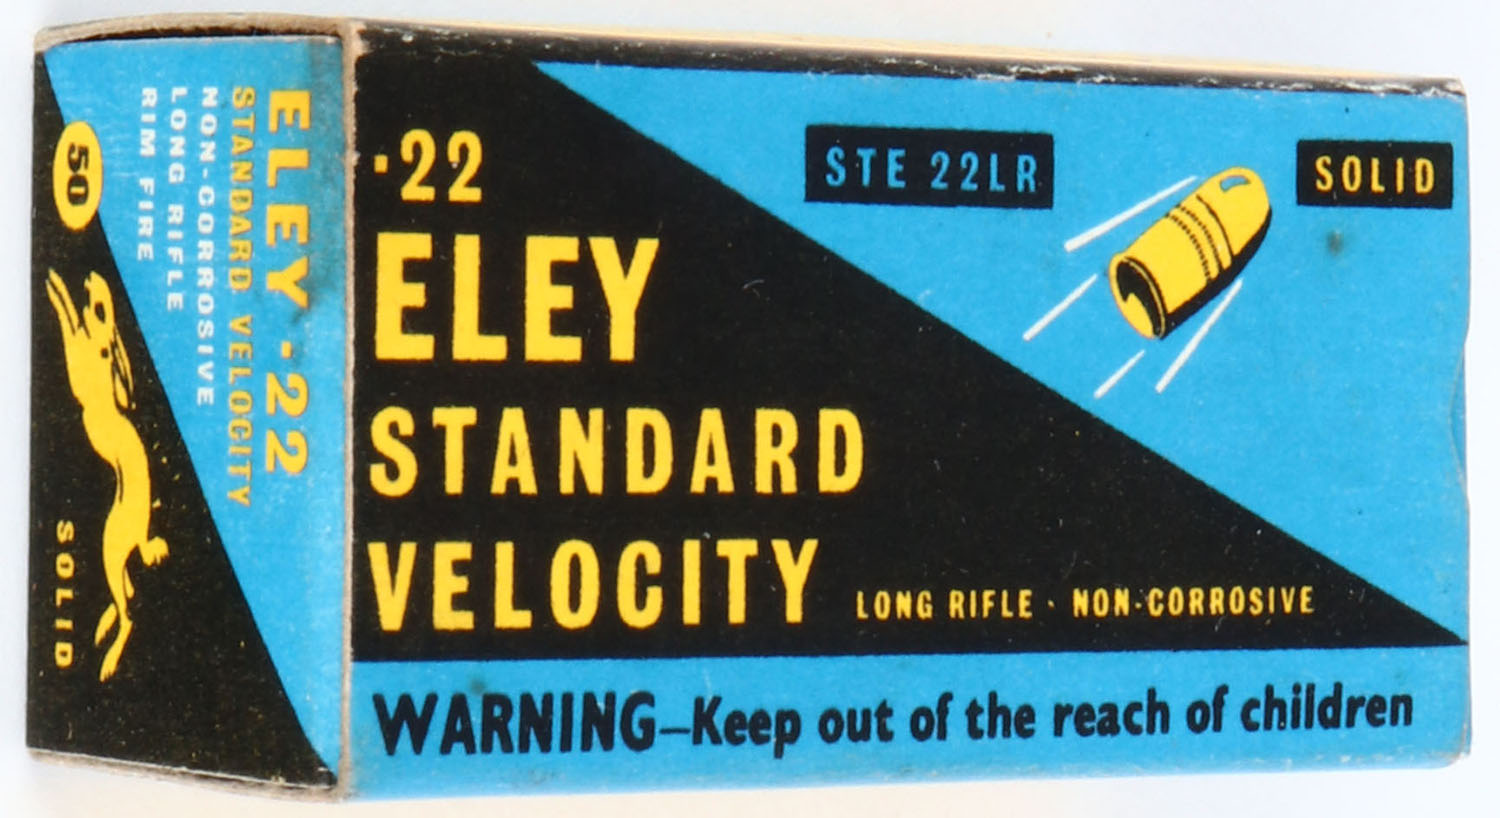 ·22
ELEY
STANDARD
VELOCITY
LONG RIFLE · NON-CORROSIVE
STE 22LR
SOLID
WARNING–Keep out of the reach of children
ELEY ·22
STANDARD VELOCITY
NON-CORROSIVE
LONG RIFLE
RIM FIRE
50
SOLID